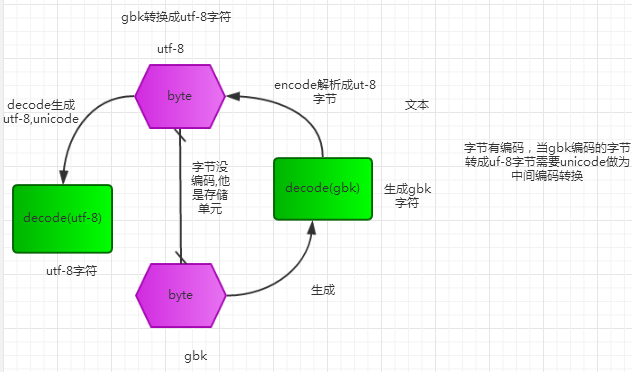 gbk转换成utf-8字符
utf-8
byte
encode解析成ut-8
字节
decode生成
utf-8,unicode
文本
字节有编码，当gbk编码的字节
转成uf-8字节需要unicode做为
中间编码转换
字节没
编码,他
是存储
单元
decode(gbk)
生成gbk
字符
decode(utf-8)
utf-8字符
byte
生成
gbk